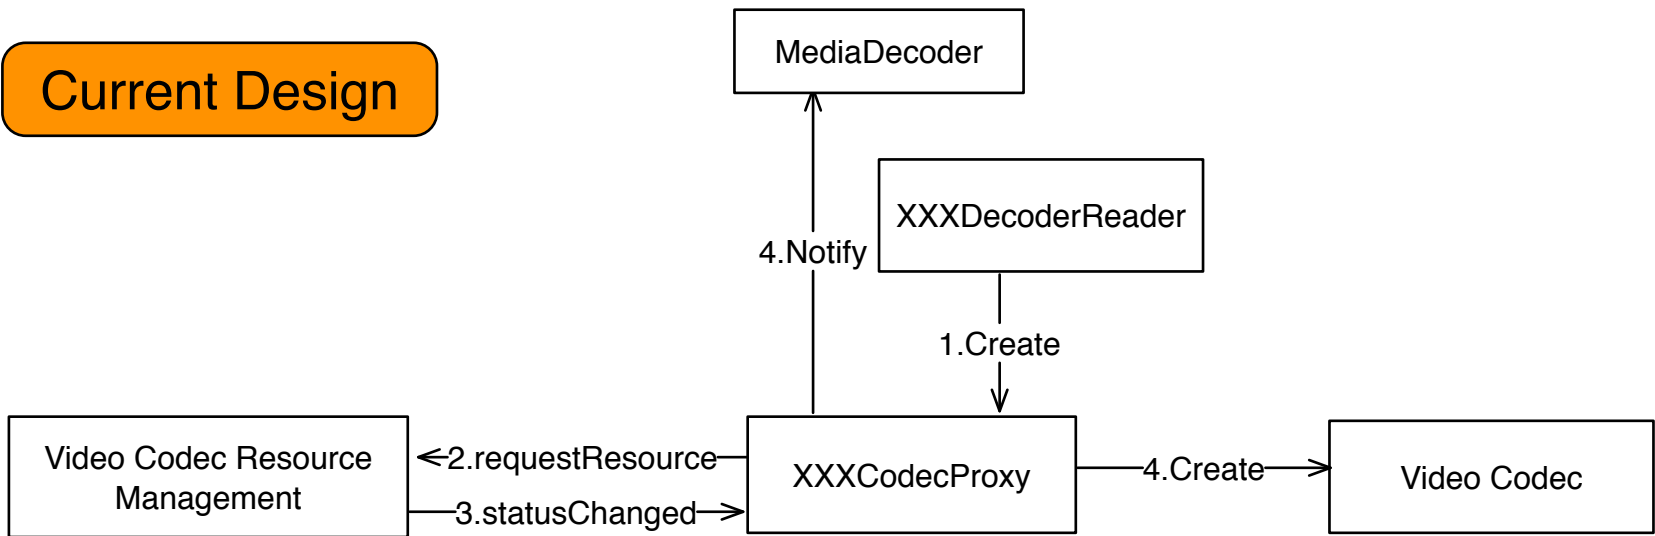 MediaDecoder
Current Design
XXXDecoderReader
4.Notify
1.Create
Video Codec Resource
Management
2.requestResource
3.statusChanged
XXXCodecProxy
4.Create
Video Codec